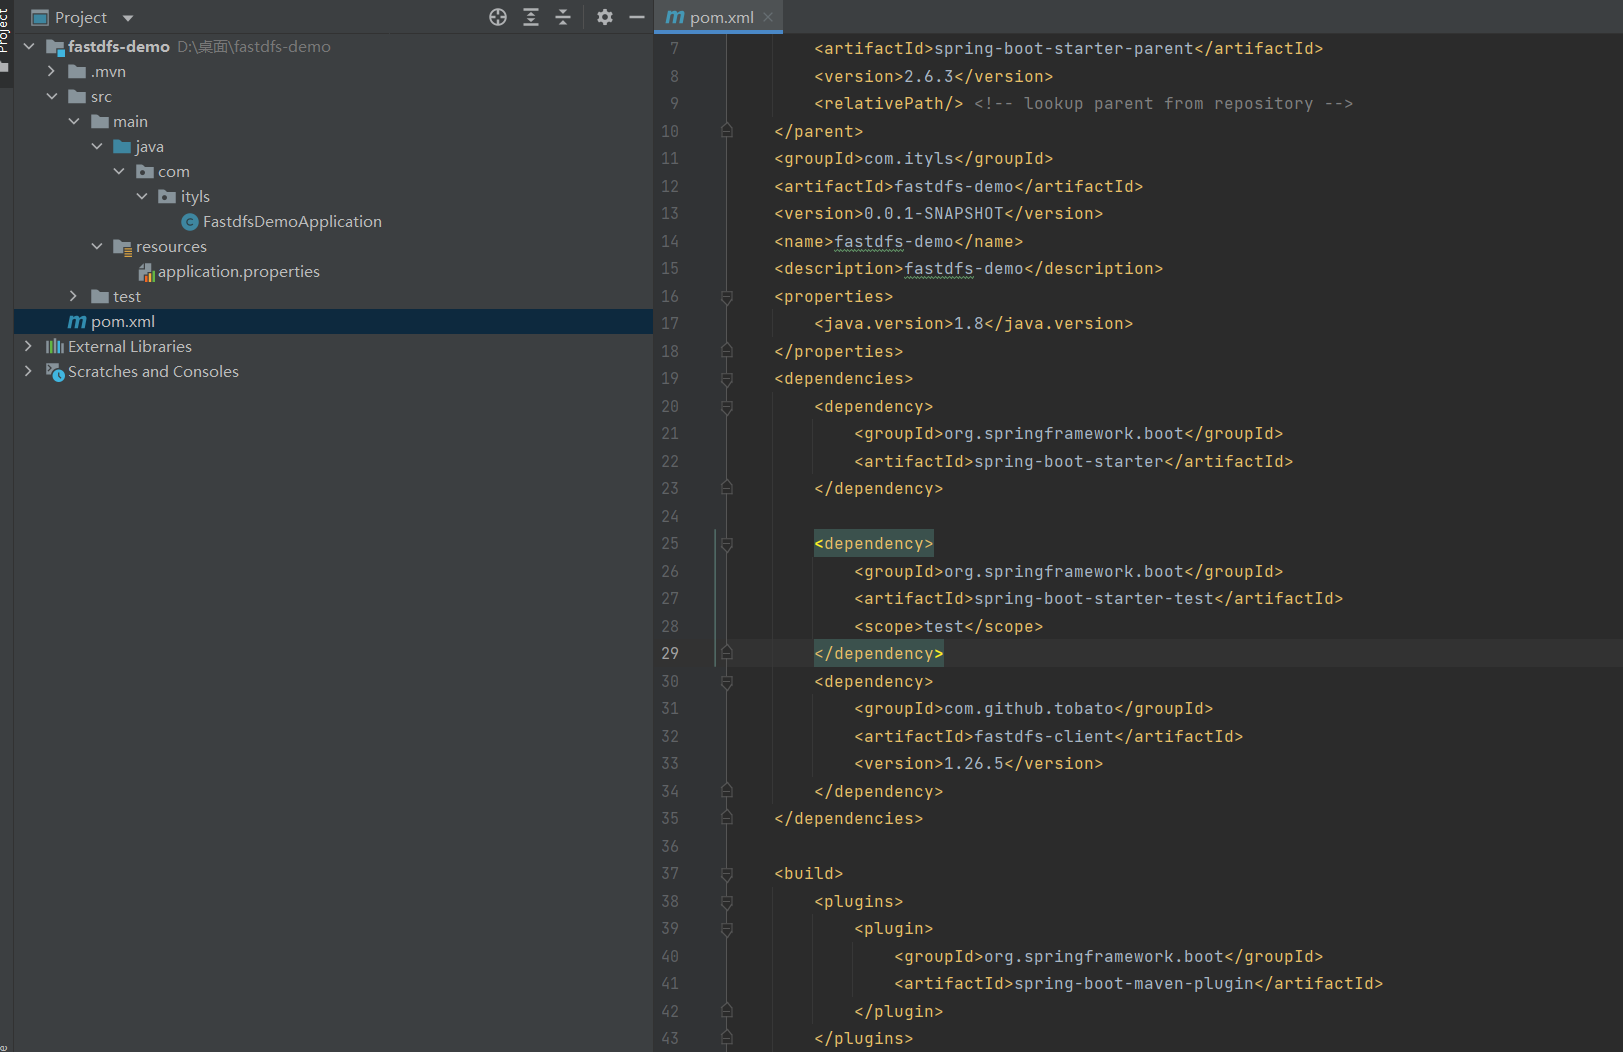 Project
Project
fastdfs-demo D:\桌面\fastdfs-demo
.mvn
src
main
java
com
ityls
FastdfsDemoApplication
resources
application.properties
test
pom.xml
External Libraries
Scratches and Consoles
pom.xml
7 <artifactId>spring-boot-starter-parent</artifactId>
8 <version>2.6.3</version>
9 <relativePath/> <!-- lookup parent from repository -->
10 </parent>
11 <groupId>com.ityls</groupId>
12 <artifactId>fastdfs-demo</artifactId>
13 <version>0.0.1-SNAPSHOT</version>
14 <name>fastdfs-demo</name>
15 <description>fastdfs-demo</description>
16 <properties>
17 <java.version>1.8</java.version>
18 </properties>
19 <dependencies>
20 <dependency>
21 <groupId>org.springframework.boot</groupId>
22 <artifactId>spring-boot-starter</artifactId>
23 </dependency>
24
25 <dependency>
26 <groupId>org.springframework.boot</groupId>
27 <artifactId>spring-boot-starter-test</artifactId>
28 <scope>test</scope>
29 </dependency>
30 <dependency>
31 <groupId>com.github.tobato</groupId>
32 <artifactId>fastdfs-client</artifactId>
33 <version>1.26.5</version>
34 </dependency>
35 </dependencies>
36
37 <build>
38 <plugins>
39 <plugin>
40 <groupId>org.springframework.boot</groupId>
41 <artifactId>spring-boot-maven-plugin</artifactId>
42 </plugin>
43 </plugins>